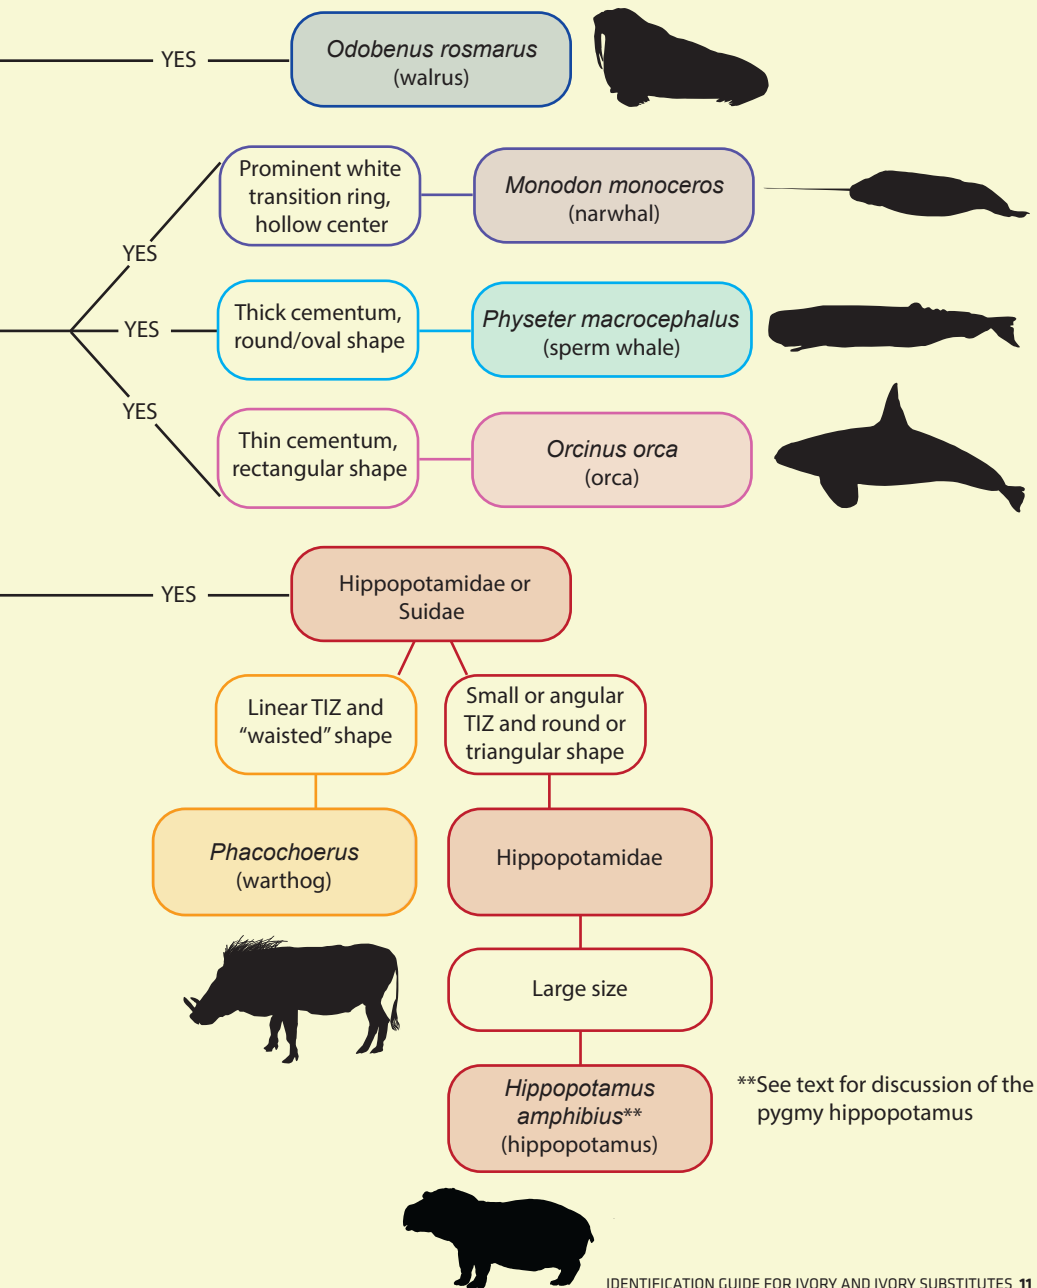 YES
Odobenus rosmarus
(walrus)
YES
Prominent white
transition ring,
hollow center
Monodon monoceros
(narwhal)
YES
Thick cementum,
round/oval shape
Physeter macrocephalus
(sperm whale)
YES
Thin cementum,
rectangular shape
Orcinus orca
(orca)
YES
Hippopotamidae or
Suidae
Linear TIZ and
“waisted” shape
Small or angular
TIZ and round or
triangular shape
Phacochoerus
(warthog)
Hippopotamidae
Large size
Hippopotamus
amphibius**
(hippopotamus)
**See text for discussion of the
pygmy hippopotamus
IDENTIFICATION GUIDE FOR IVORY AND IVORY SUBSTITUTES 11